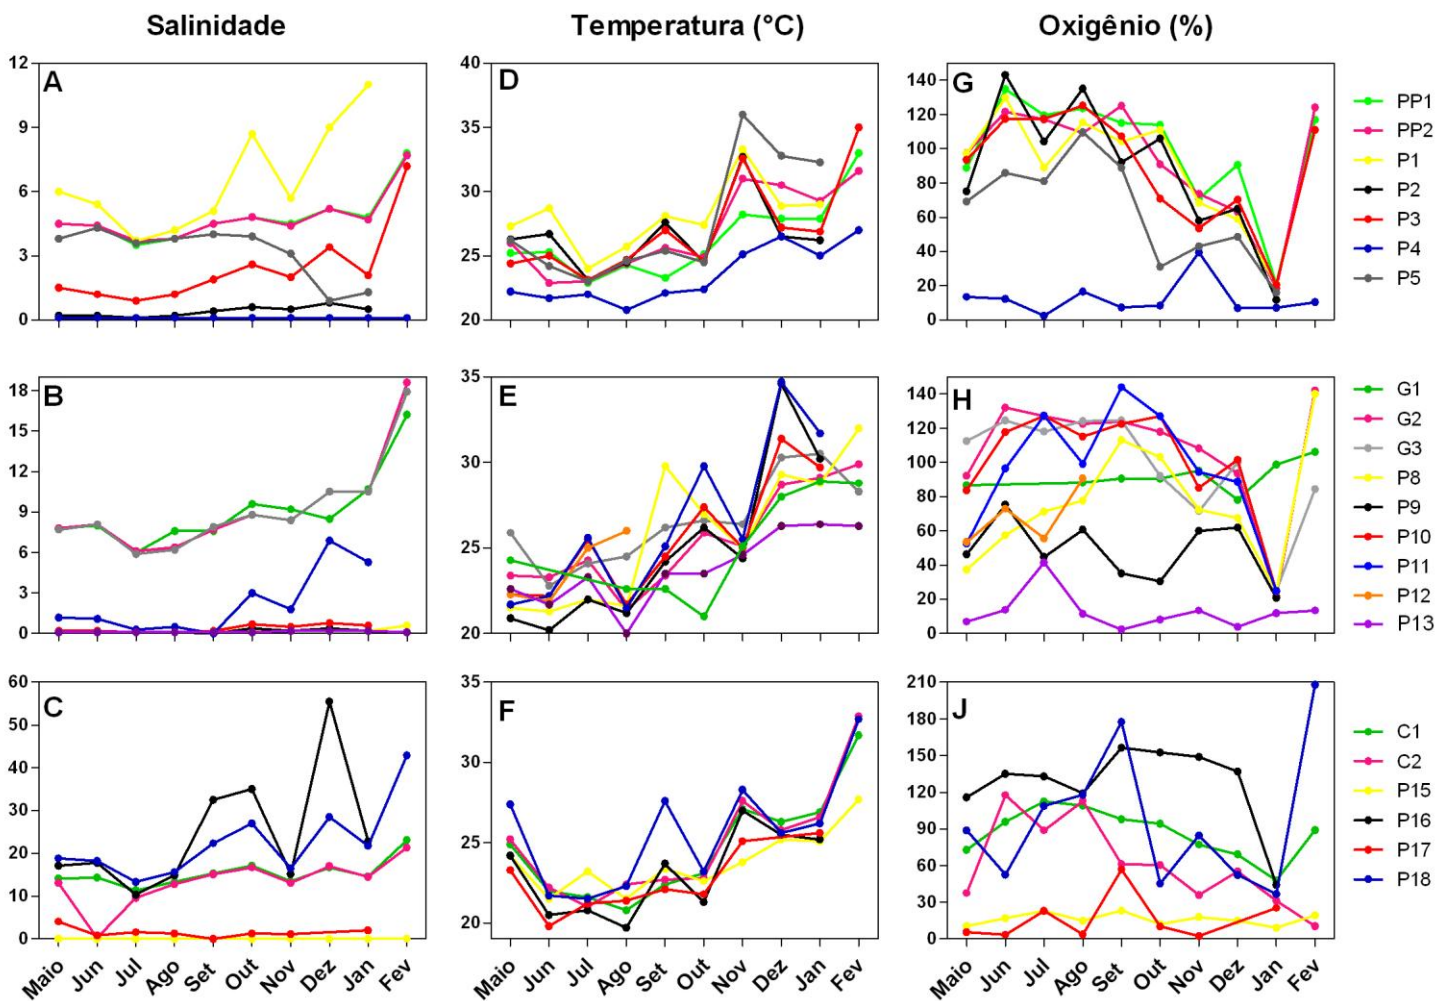 Salinidade
Temperatura (°C)
Oxigênio (%)
A
12
9
6
3
0
D
40
35
30
25
20
G
140
120
100
80
60
40
20
0
PP1
PP2
P1
P2
P3
P4
P5
B
18
15
12
9
6
3
0
E
35
30
25
20
H
140
120
100
80
60
40
20
0
G1
G2
G3
P8
P9
P10
P11
P12
P13
C
60
50
40
30
20
10
0
Maio
Jun
Jul
Ago
Set
Out
Nov
Dez
Jan
Fev
F
35
30
25
20
Maio
Jun
Jul
Ago
Set
Out
Nov
Dez
Jan
Fev
J
210
180
150
120
90
60
30
0
Maio
Jun
Jul
Ago
Set
Out
Nov
Dez
Jan
Fev
C1
C2
P15
P16
P17
P18